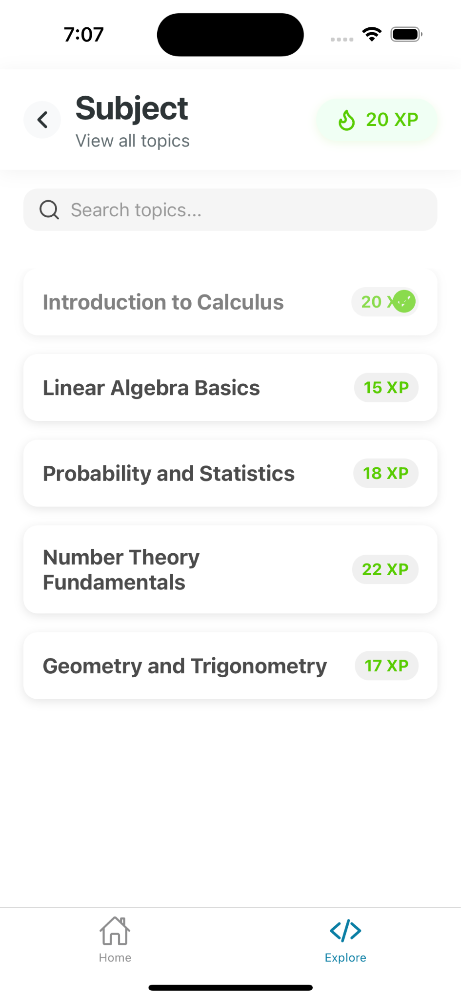 7:07
Subject
View all topics
20 XP
Search topics...
Introduction to Calculus
20
Linear Algebra Basics
15 XP
Probability and Statistics
18 XP
Number Theory
Fundamentals
22 XP
Geometry and Trigonometry
17 XP
Home
Explore